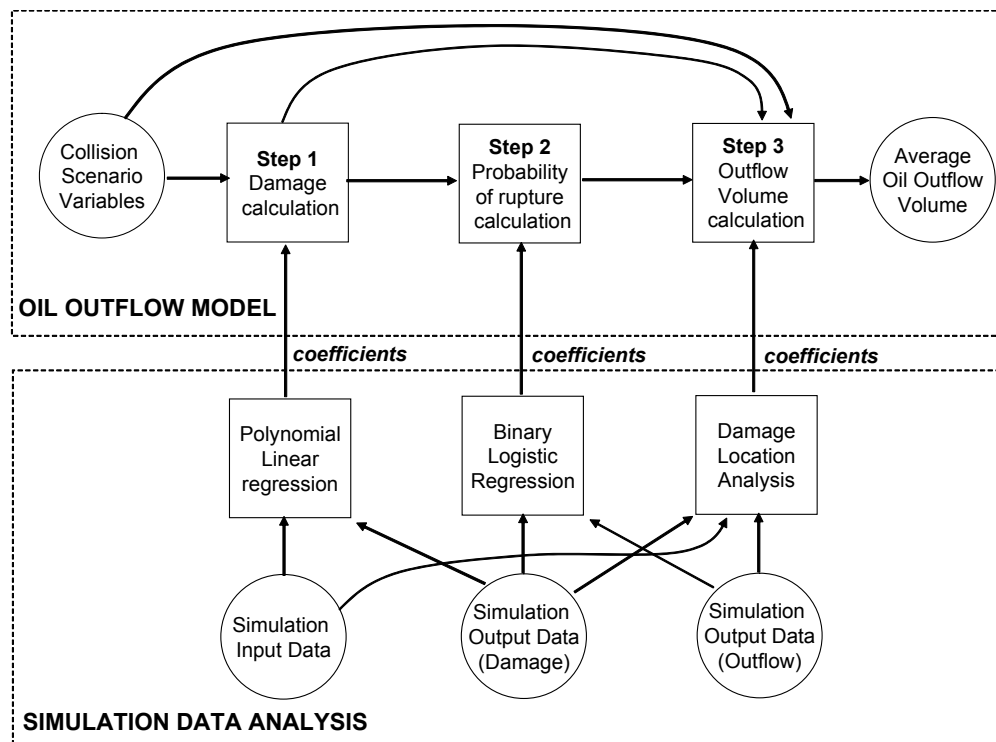 Collision
Scenario
Variables
Step 1
Damage
calculation
Step 2
Probability
of rupture
calculation
Step 3
Outflow
Volume
calculation
Average
Oil Outflow
Volume
OIL OUTFLOW MODEL
coefficients
coefficients
coefficients
Polynomial
Linear
regression
Binary
Logistic
Regression
Damage
Location
Analysis
Simulation
Input Data
Simulation
Output Data
(Damage)
Simulation
Output Data
(Outflow)
SIMULATION DATA ANALYSIS